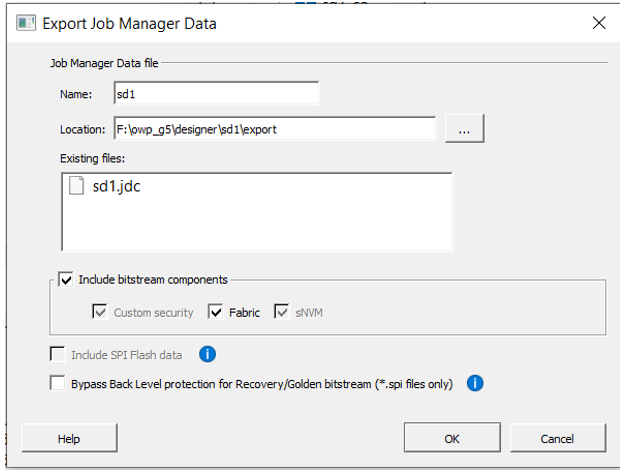 Export Job Manager Data
Job Manager Data file
Name: sd1
Location: F:\owp_g5\designer\sd1\export ...
Existing files:
sd1.jdc
Include bitstream components
Custom security Fabric sNVM
Include SPI Flash data i
Bypass Back Level protection for Recovery/Golden bitstream (*.spi files only) i
Help OK Cancel